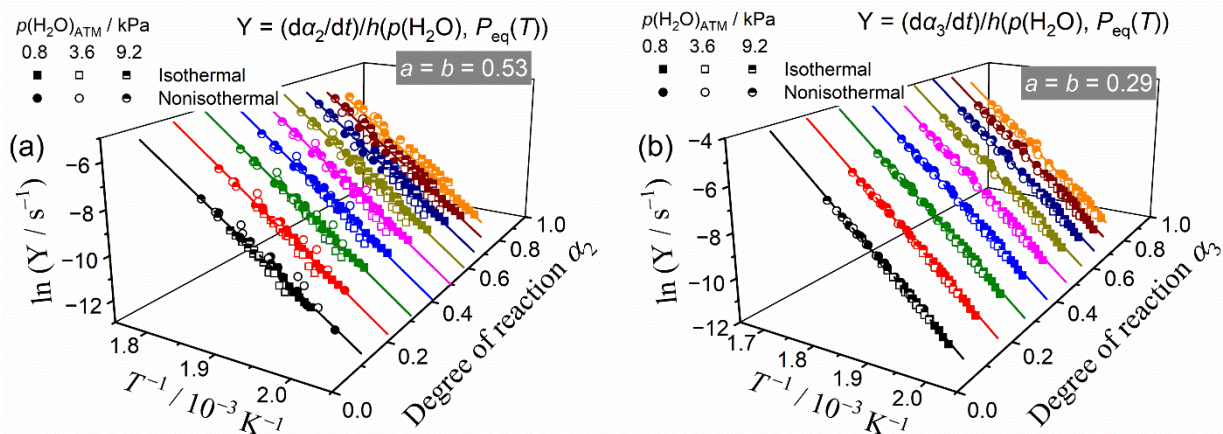 p(H₂O)ATM / kPa
0.8 3.6 9.2
Isothermal
Nonisothermal
Y = (dα₂/dt)/h(p(H₂O), Peq(T))
a = b = 0.53
(a)
ln (Y / s⁻¹)
−6
−8
−10
−12
1.8
1.9
2.0
T⁻¹ / 10⁻³ K⁻¹
0.0
0.2
0.4
0.6
0.8
1.0
Degree of reaction α₂
p(H₂O)ATM / kPa
0.8 3.6 9.2
Isothermal
Nonisothermal
Y = (dα₃/dt)/h(p(H₂O), Peq(T))
a = b = 0.29
(b)
ln (Y / s⁻¹)
−4
−6
−8
−10
−12
1.7
1.8
1.9
2.0
T⁻¹ / 10⁻³ K⁻¹
0.0
0.2
0.4
0.6
0.8
1.0
Degree of reaction α₃